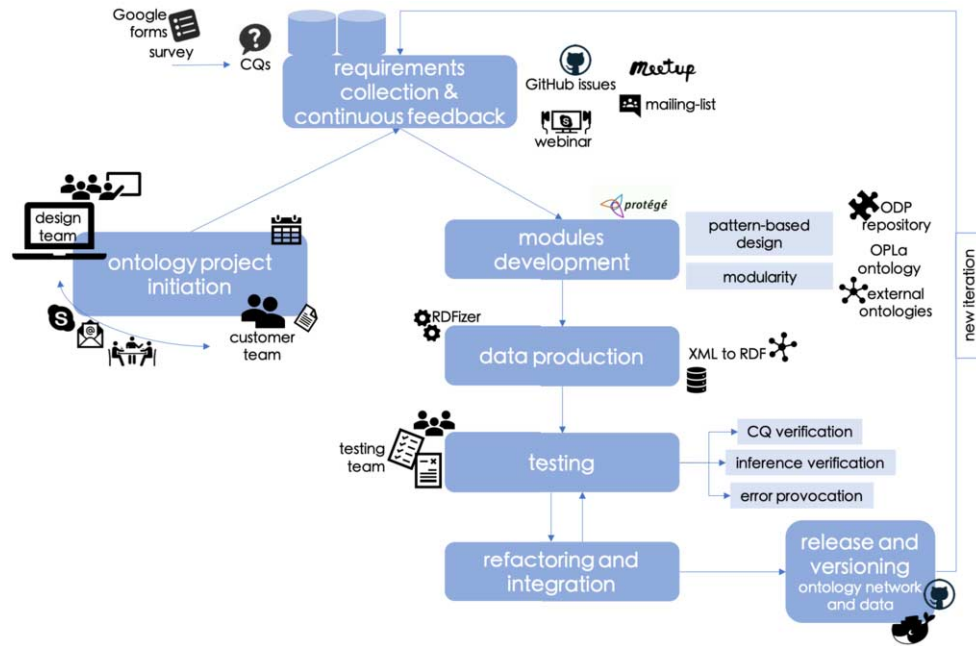 Google
forms
survey
CQs
requirements
collection &
continuous feedback
GitHub issues
meetup
mailing-list
webinar
design
team
ontology project
initiation
customer
team
protégé
modules
development
pattern-based
design
modularity
ODP
repository
OPLa
ontology
external
ontologies
new iteration
RDFizer
data production
XML to RDF
testing
team
testing
CQ verification
inference verification
error provocation
refactoring and
integration
release and
versioning
ontology network
and data